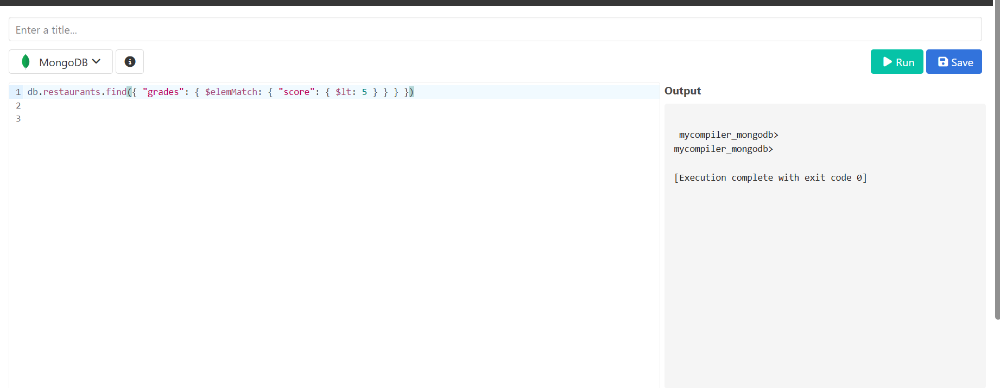 Enter a title...
MongoDB
Run
Save
1 db.restaurants.find({ "grades": { $elemMatch: { "score": { $lt: 5 } } } })
2
3
Output
mycompiler_mongodb>
mycompiler_mongodb>
[Execution complete with exit code 0]